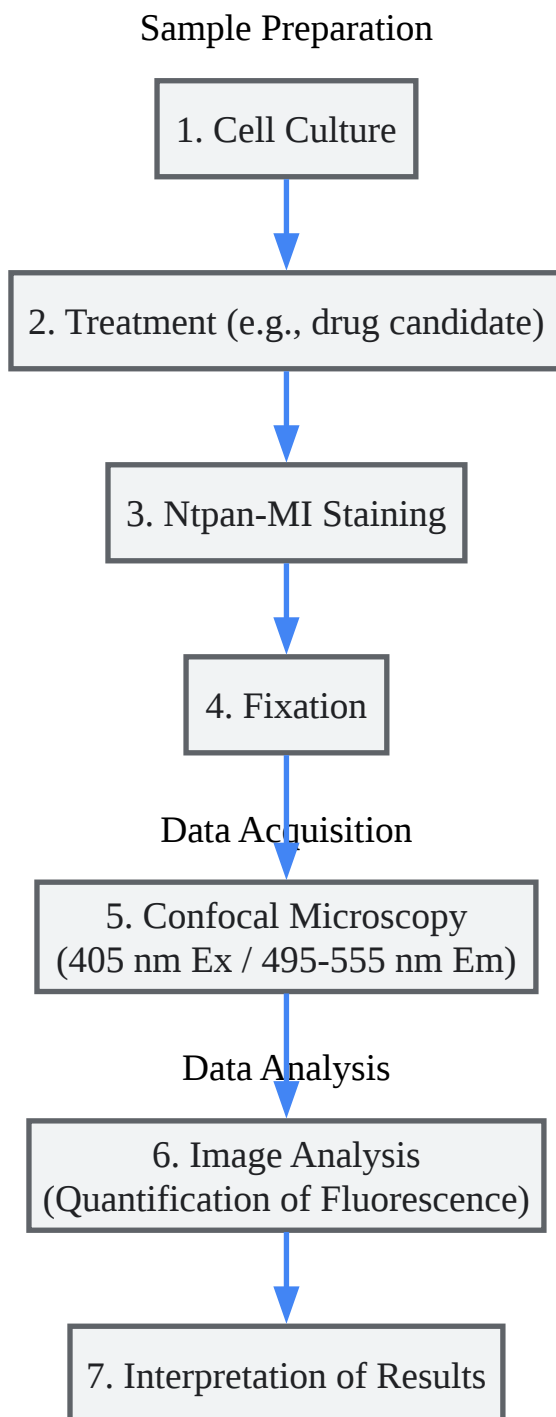 Sample Preparation
1. Cell Culture
2. Treatment (e.g., drug candidate)
3. Ntpan-MI Staining
4. Fixation
Data Acquisition
5. Confocal Microscopy
(405 nm Ex / 495-555 nm Em)
Data Analysis
6. Image Analysis
(Quantification of Fluorescence)
7. Interpretation of Results